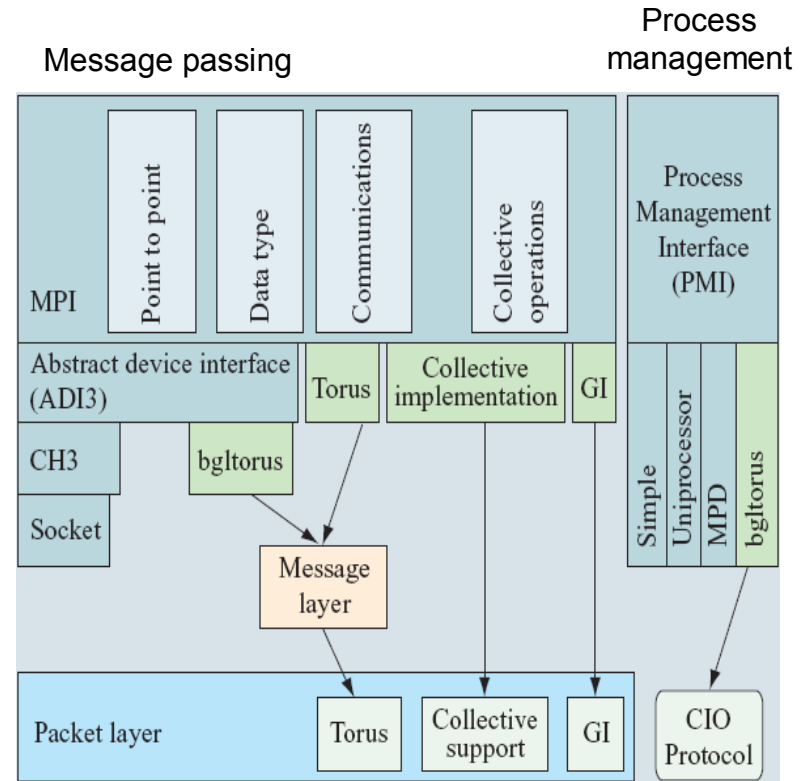 Message passing
Process
management
Point to point
Data type
Communications
Collective
operations
MPI
Process
Management
Interface
(PMI)
Abstract device interface
(ADI3)
Torus
Collective
implementation
GI
CH3
bgltorus
Socket
Simple
Uniprocessor
MPD
bgltorus
Message
layer
Packet layer
Torus
Collective
support
GI
CIO
Protocol